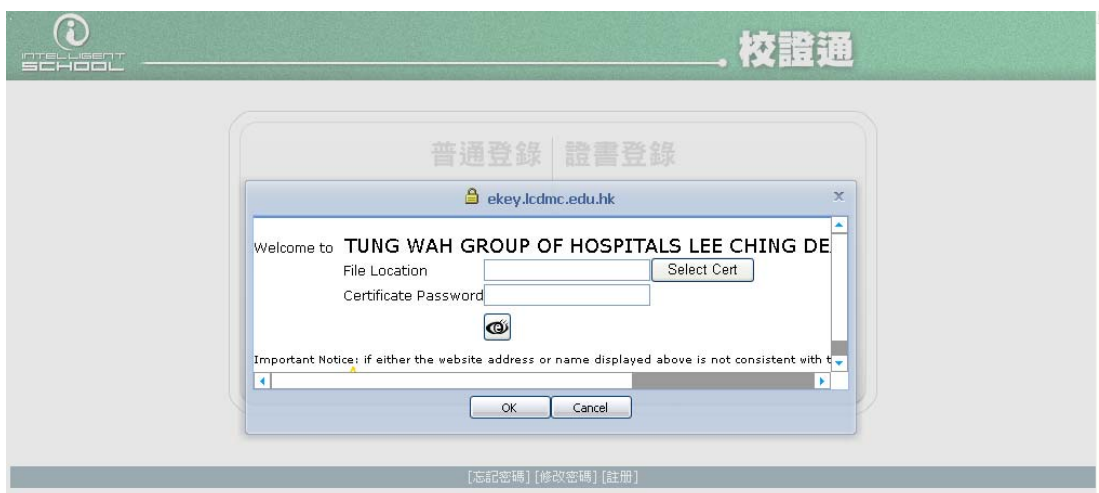 INTELLIGENT
SCHOOL
校證通
普通登錄 證書登錄
ekey.lcdmc.edu.hk
x
Welcome to TUNG WAH GROUP OF HOSPITALS LEE CHING DE
File Location
Select Cert
Certificate Password
Important Notice: if either the website address or name displayed above is not consistent with t
OK
Cancel
[忘記密碼] [修改密碼] [註册]